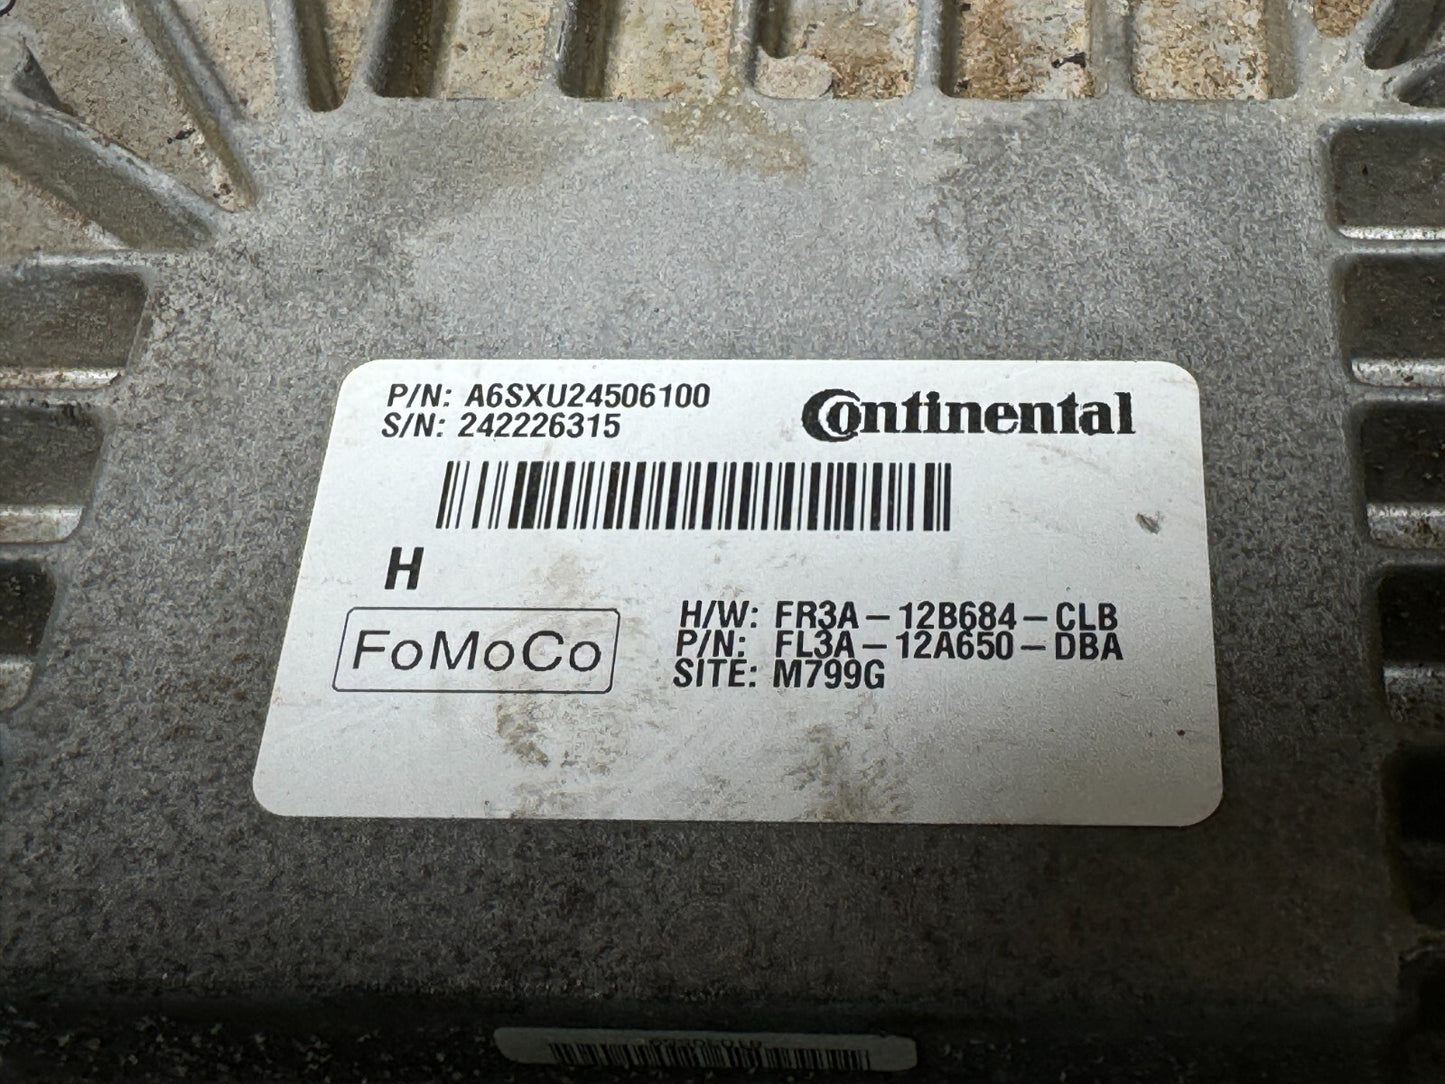 P/N: A6SXU24506100
S/N: 242226315
Continental
H
FoMoCo
H/W: FR3A-12B684-CLB
P/N: FL3A-12A650-DBA
SITE: M799G